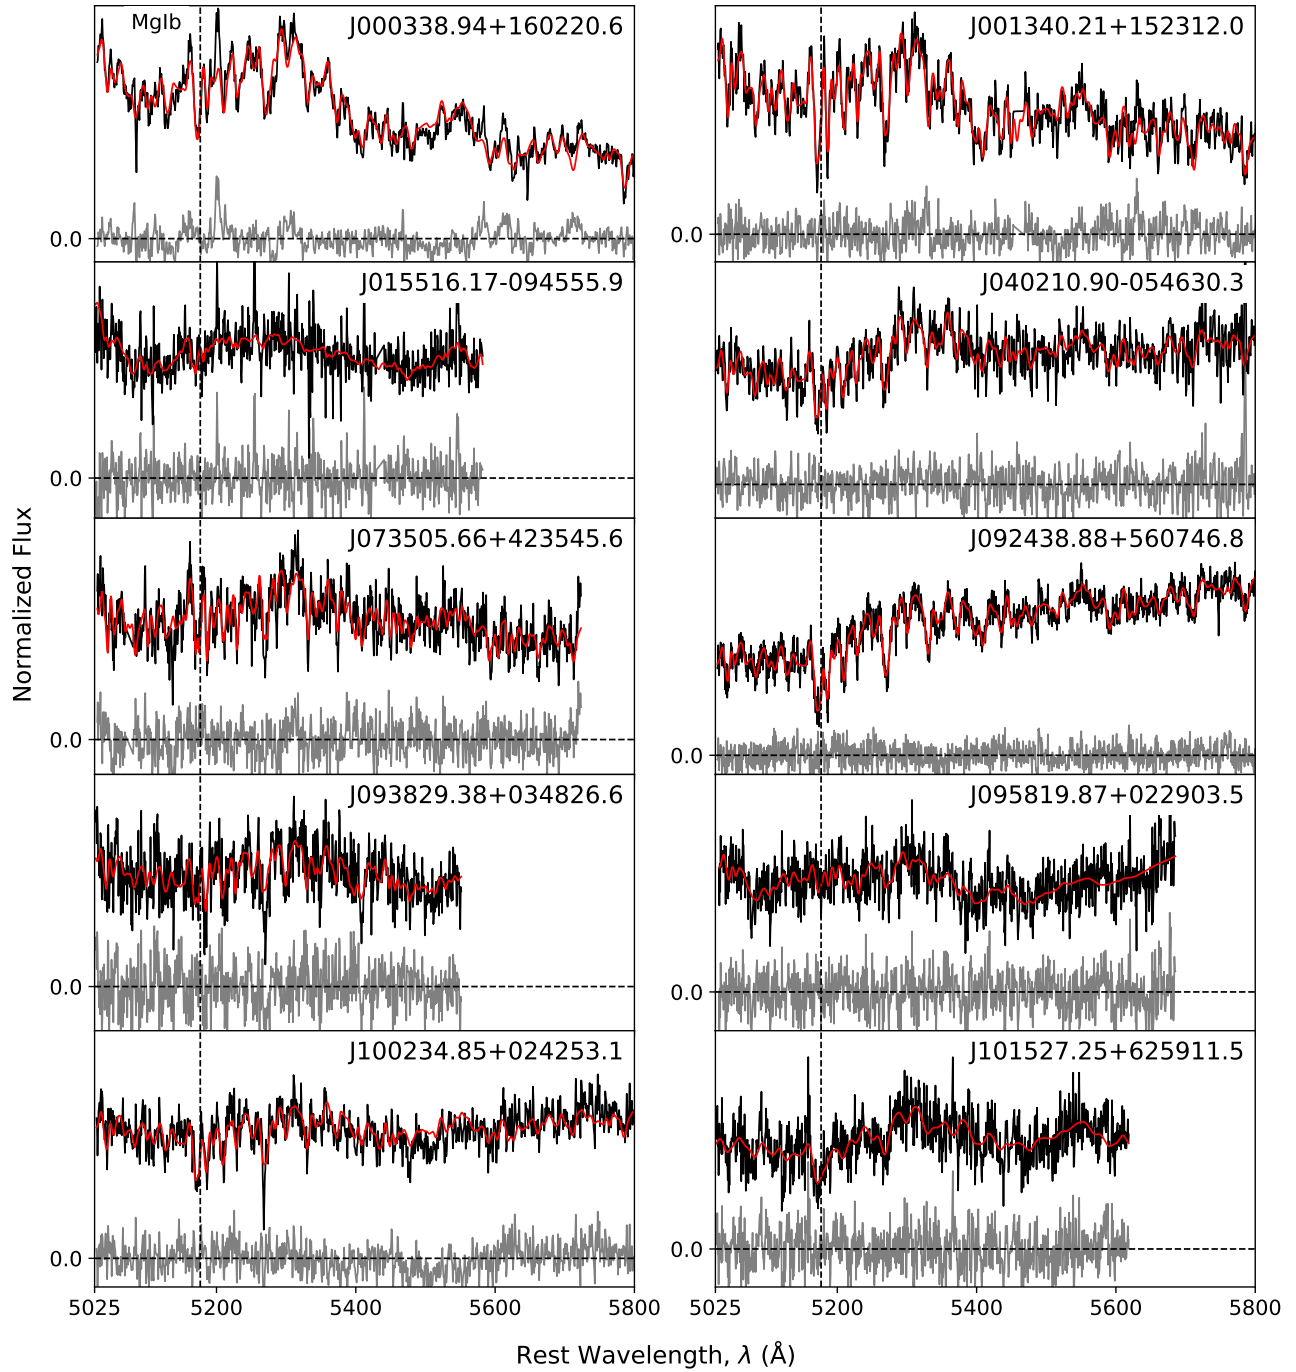 MgIb
J000338.94+160220.6
J001340.21+152312.0
0.0
0.0
J015516.17-094555.9
J040210.90-054630.3
0.0
Normalized Flux
J073505.66+423545.6
J092438.88+560746.8
0.0
0.0
J093829.38+034826.6
J095819.87+022903.5
0.0
0.0
J100234.85+024253.1
J101527.25+625911.5
0.0
0.0
5025 5200 5400 5600 5800
5025 5200 5400 5600 5800
Rest Wavelength, λ (Å)